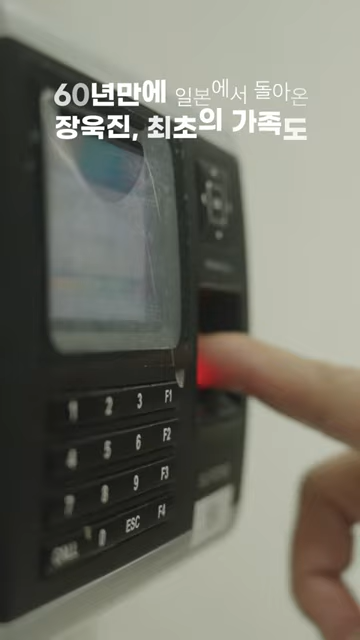 60년만에 일본에서 돌아온
장욱진, 최초의 가족도
1 2 3 F1
4 5 6 F2
7 8 9 F3
0 ESC F4